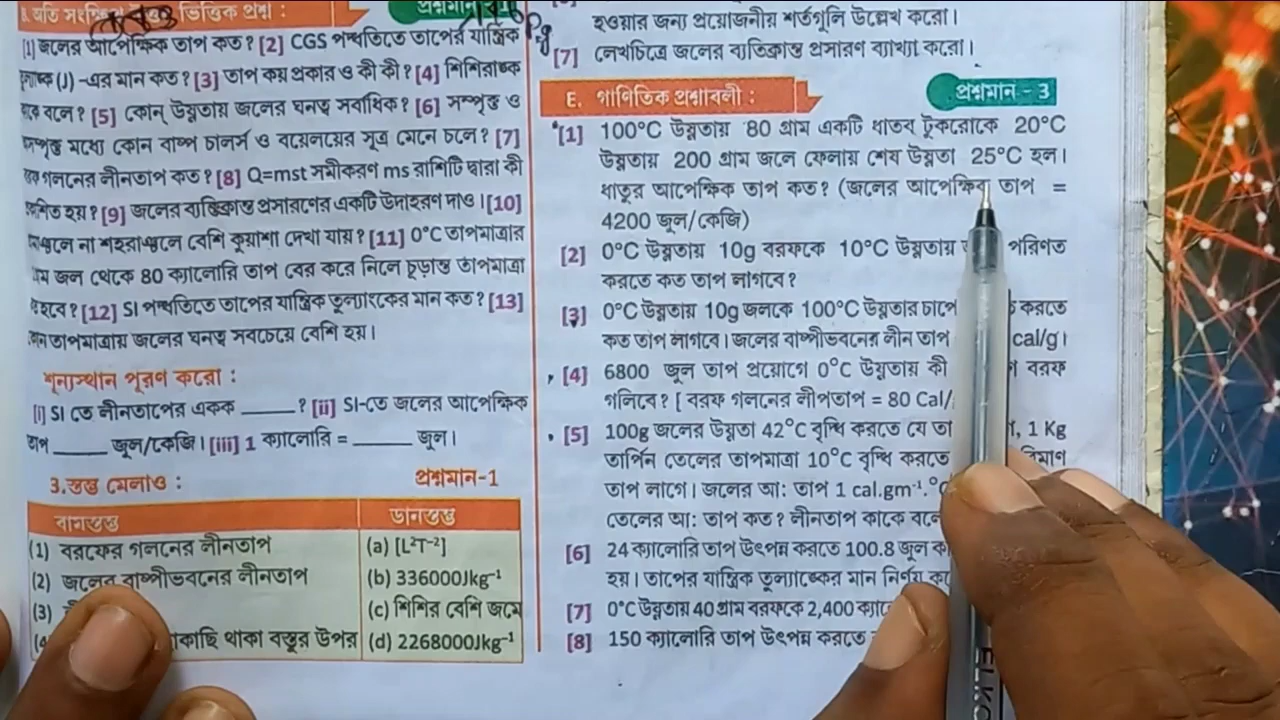 B. অতি সংক্ষিপ্ত উত্তর ভিত্তিক প্রশ্ন :
[1] জলের আপেক্ষিক তাপ কত? [2] CGS পদ্ধতিতে তাপের যান্ত্রিক
(J) -এর মান কত? [3] তাপ কয় প্রকার ও কী কী? [4] শিশিরাঙ্ক
বলে? [5] কোন্ উষ্ণতায় জলের ঘনত্ব সর্বাধিক? [6] সম্পৃক্ত ও
মধ্যে কোন বাষ্প চালর্স ও বয়েলয়ের সূত্র মেনে চলে? [7]
গলনের লীনতাপ কত? [8] Q=mst সমীকরণ ms রাশিটি দ্বারা কী
হয়? [9] জলের ব্যতিক্রান্ত প্রসারণের একটি উদাহরণ দাও। [10]
না শহরাঞ্চলে বেশি কুয়াশা দেখা যায়? [11] 0°C তাপমাত্রার
জল থেকে 80 ক্যালোরি তাপ বের করে নিলে চূড়ান্ত তাপমাত্রা
হবে? [12] SI পদ্ধতিতে তাপের যান্ত্রিক তুল্যাংকের মান কত? [13]
তাপমাত্রায় জলের ঘনত্ব সবচেয়ে বেশি হয়।
শূন্যস্থান পূরণ করো :
[i] SI তে লীনতাপের একক _____? [ii] SI-তে জলের আপেক্ষিক
তাপ _____ জুল/কেজি। [iii] 1 ক্যালোরি = _____ জুল।
3. স্তম্ভ মেলাও : প্রশ্নমান-1
বামস্তম্ভ ডানস্তম্ভ
(1) বরফের গলনের লীনতাপ (a) [L²T⁻²]
(2) জলের বাষ্পীভবনের লীনতাপ (b) 336000Jkg⁻¹
(3) (c) শিশির বেশি জমে
থাকা বস্তুর উপর (d) 2268000Jkg⁻¹
হওয়ার জন্য প্রয়োজনীয় শর্তগুলি উল্লেখ করো।
[7] লেখচিত্রে জলের ব্যতিক্রান্ত প্রসারণ ব্যাখ্যা করো।
E. গাণিতিক প্রশ্নাবলী : প্রশ্নমান - 3
[1] 100°C উষ্ণতায় 80 গ্রাম একটি ধাতব টুকরোকে 20°C
উষ্ণতায় 200 গ্রাম জলে ফেলায় শেষ উষ্ণতা 25°C হল।
ধাতুর আপেক্ষিক তাপ কত? (জলের আপেক্ষিক তাপ =
4200 জুল/কেজি)
[2] 0°C উষ্ণতায় 10g বরফকে 10°C উষ্ণতায় পরিণত
করতে কত তাপ লাগবে?
[3] 0°C উষ্ণতায় 10g জলকে 100°C উষ্ণতার চাপে করতে
কত তাপ লাগবে। জলের বাষ্পীভবনের লীন তাপ cal/g।
[4] 6800 জুল তাপ প্রয়োগে 0°C উষ্ণতায় কী বরফ
গলিবে? [ বরফ গলনের লীপতাপ = 80 Cal/
[5] 100g জলের উষ্ণতা 42°C বৃদ্ধি করতে যে তা , 1 Kg
তার্পিন তেলের তাপমাত্রা 10°C বৃদ্ধি করতে
তাপ লাগে। জলের আ: তাপ 1 cal.gm⁻¹.°
তেলের আ: তাপ কত? লীনতাপ কাকে বলে
[6] 24 ক্যালোরি তাপ উৎপন্ন করতে 100.8 জুল
হয়। তাপের যান্ত্রিক তুল্যাঙ্কের মান নির্ণয়
[7] 0°C উষ্ণতায় 40 গ্রাম বরফকে 2,400
[8] 150 ক্যালোরি তাপ উৎপন্ন করতে